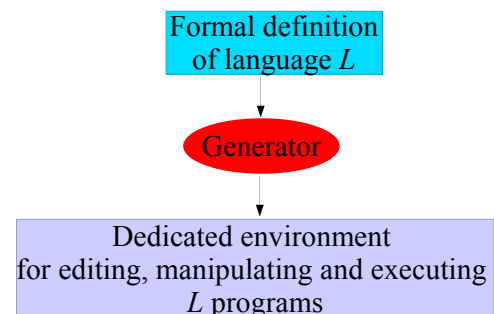 Formal definition
of language L
Generator
Dedicated environment
for editing, manipulating and executing
L programs